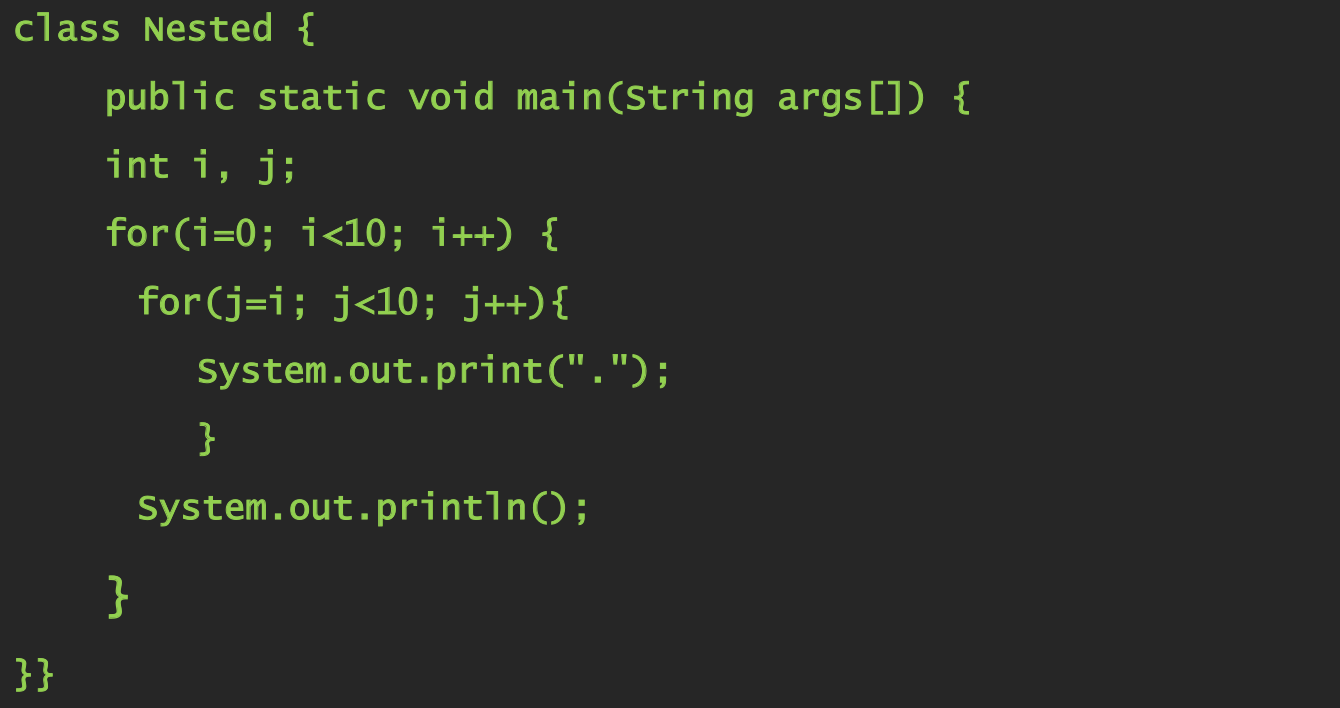 class Nested {
public static void main(String args[]) {
int i, j;
for(i=0; i<10; i++) {
for(j=i; j<10; j++){
System.out.print(".");
}
System.out.println();
}
}}